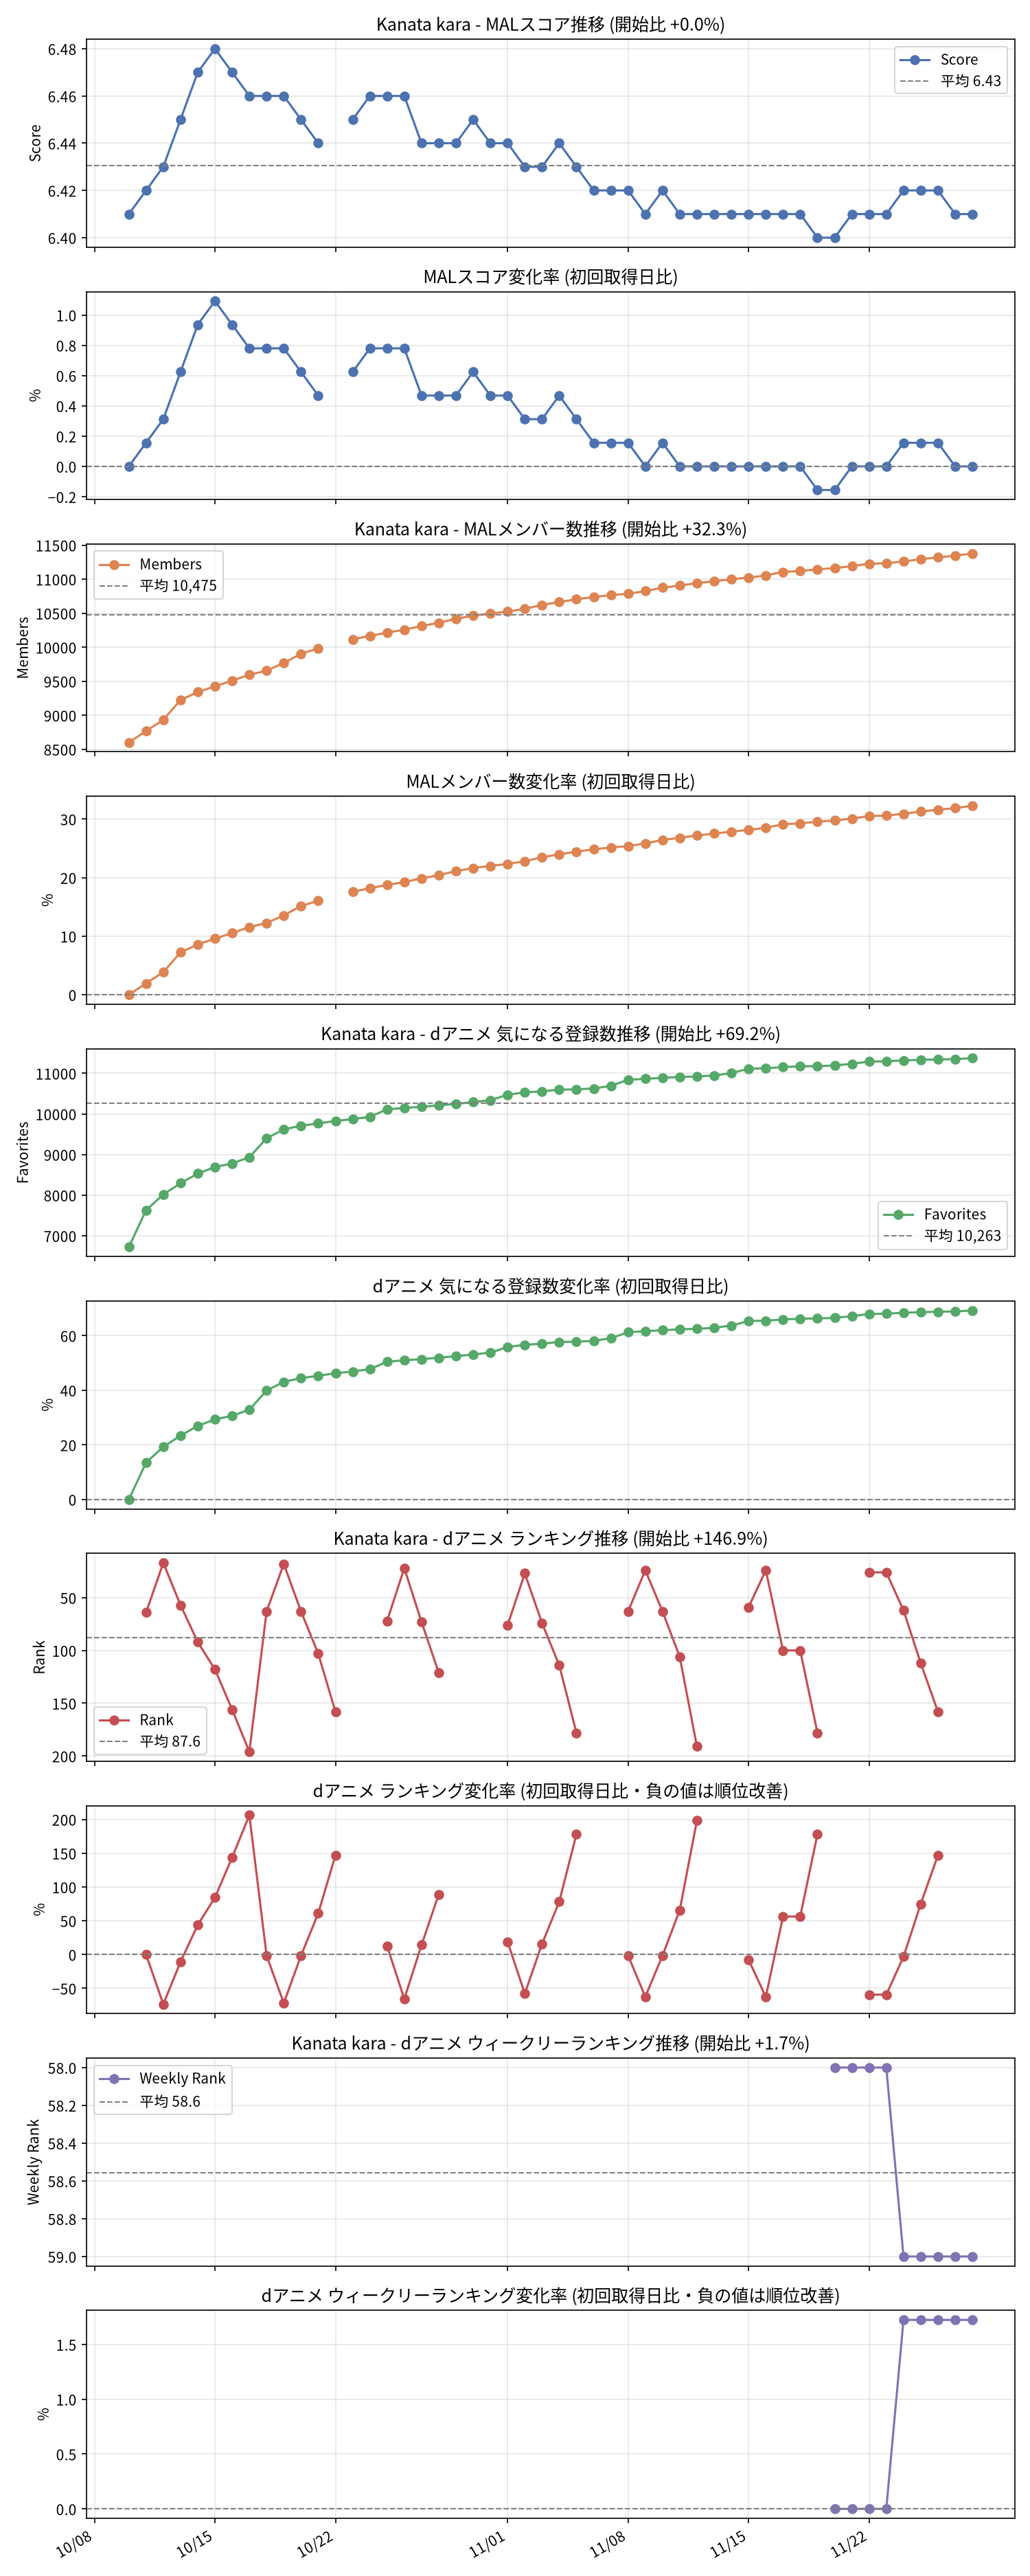 Kanata kara - MALスコア推移 (開始比 +0.0%)
6.48
6.46
6.44
6.42
6.40
Score
Score
平均 6.43
MALスコア変化率 (初回取得日比)
1.0
0.8
0.6
0.4
0.2
0.0
−0.2
%
Kanata kara - MALメンバー数推移 (開始比 +32.3%)
11500
11000
10500
10000
9500
9000
8500
Members
Members
平均 10,475
MALメンバー数変化率 (初回取得日比)
30
20
10
0
%
Kanata kara - dアニメ 気になる登録数推移 (開始比 +69.2%)
11000
10000
9000
8000
7000
Favorites
Favorites
平均 10,263
dアニメ 気になる登録数変化率 (初回取得日比)
60
40
20
0
%
Kanata kara - dアニメ ランキング推移 (開始比 +146.9%)
50
100
150
200
Rank
Rank
平均 87.6
dアニメ ランキング変化率 (初回取得日比・負の値は順位改善)
200
150
100
50
0
−50
%
Kanata kara - dアニメ ウィークリーランキング推移 (開始比 +1.7%)
58.0
58.2
58.4
58.6
58.8
59.0
Weekly Rank
Weekly Rank
平均 58.6
dアニメ ウィークリーランキング変化率 (初回取得日比・負の値は順位改善)
1.5
1.0
0.5
0.0
%
10/08
10/15
10/22
11/01
11/08
11/15
11/22